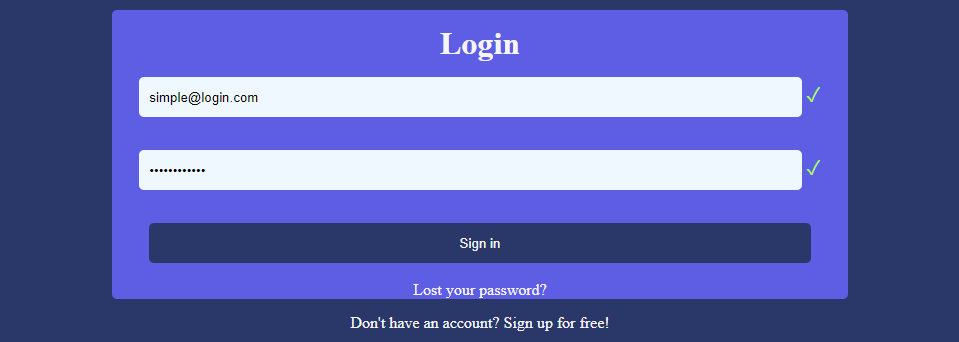 Login
simple@login.com ✓
•••••••••••• ✓
Sign in
Lost your password?
Don't have an account? Sign up for free!